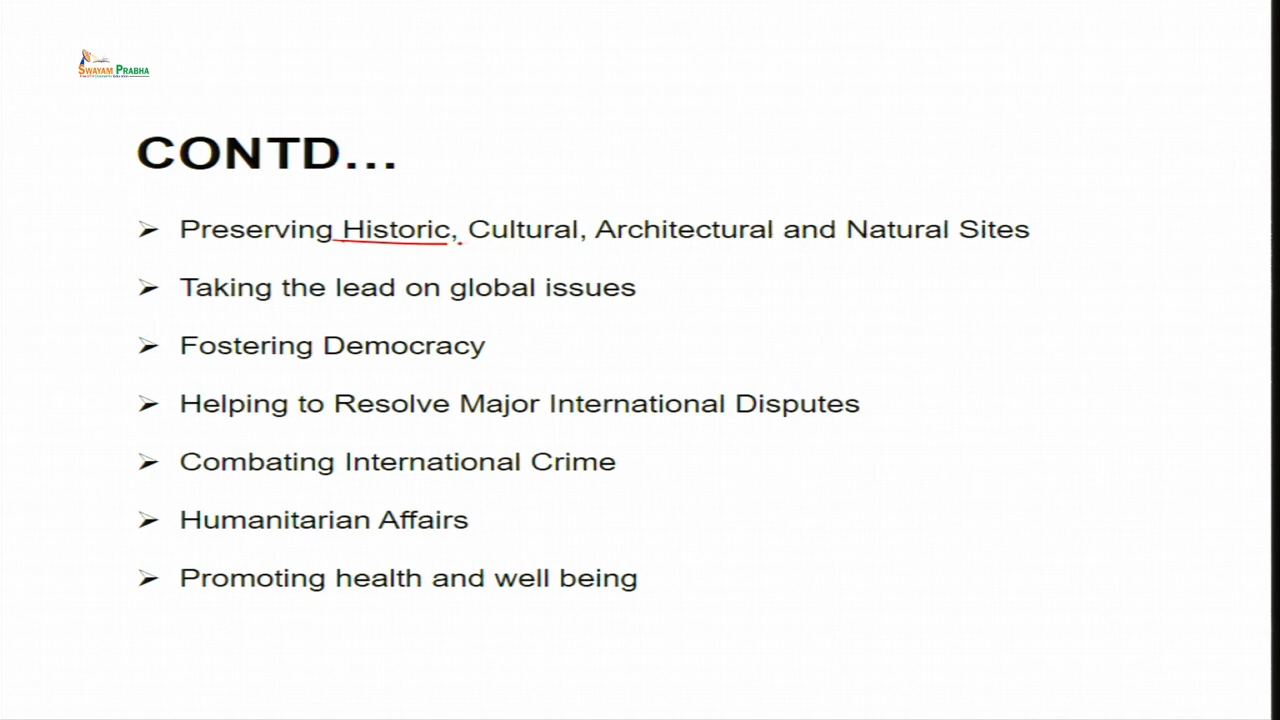 SWAYAM PRABHA
CONTD...
➢ Preserving Historic, Cultural, Architectural and Natural Sites
➢ Taking the lead on global issues
➢ Fostering Democracy
➢ Helping to Resolve Major International Disputes
➢ Combating International Crime
➢ Humanitarian Affairs
➢ Promoting health and well being